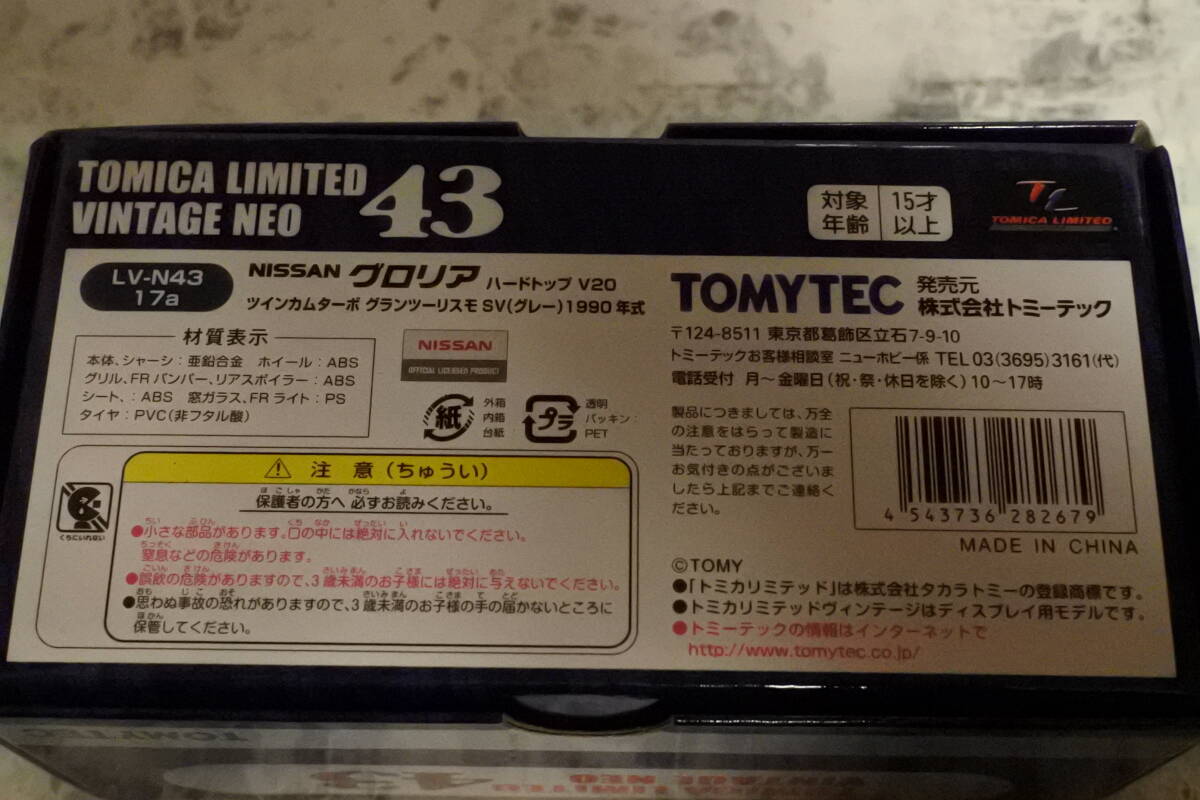 TOMICA LIMITED
VINTAGE NEO 43
対象年齢 15才以上
TL
TOMICA LIMITED
LV-N43
17a
NISSAN グロリア ハードトップ V20
ツインカムターボ グランツーリスモ SV(グレー)1990年式
材質表示
本体、シャーシ:亜鉛合金 ホイール:ABS
グリル、FRバンパー、リアスポイラー:ABS
シート、:ABS 窓ガラス、FRライト:PS
タイヤ:PVC(非フタル酸)
NISSAN
OFFICIAL LICENSED PRODUCT
紙
外箱
内箱
台紙
プラ
透明
パッキン:
PET
くちにいれない
⚠ 注意(ちゅうい)
保護者の方へ 必ずお読みください。
●小さな部品があります。口の中には絶対に入れないでください。
窒息などの危険があります。
●誤飲の危険がありますので、3歳未満のお子様には絶対に与えないでください。
●思わぬ事故の恐れがありますので、3歳未満のお子様の手の届かないところに
保管してください。
TOMYTEC 発売元
株式会社トミーテック
〒124-8511 東京都葛飾区立石7-9-10
トミーテックお客様相談室 ニューホビー係 TEL 03(3695)3161(代)
電話受付 月〜金曜日(祝・祭・休日を除く)10〜17時
製品につきましては、万全
の注意をはらって製造に
当たっておりますが、万一
お気付きの点がございま
したら上記までご連絡く
ださい。
4 543736 282679
MADE IN CHINA
©TOMY
●「トミカリミテッド」は株式会社タカラトミーの登録商標です。
●トミカリミテッドヴィンテージはディスプレイ用モデルです。
●トミーテックの情報はインターネットで
http://www.tomytec.co.jp/
TOMYTEC
43
VINTAGE NEO